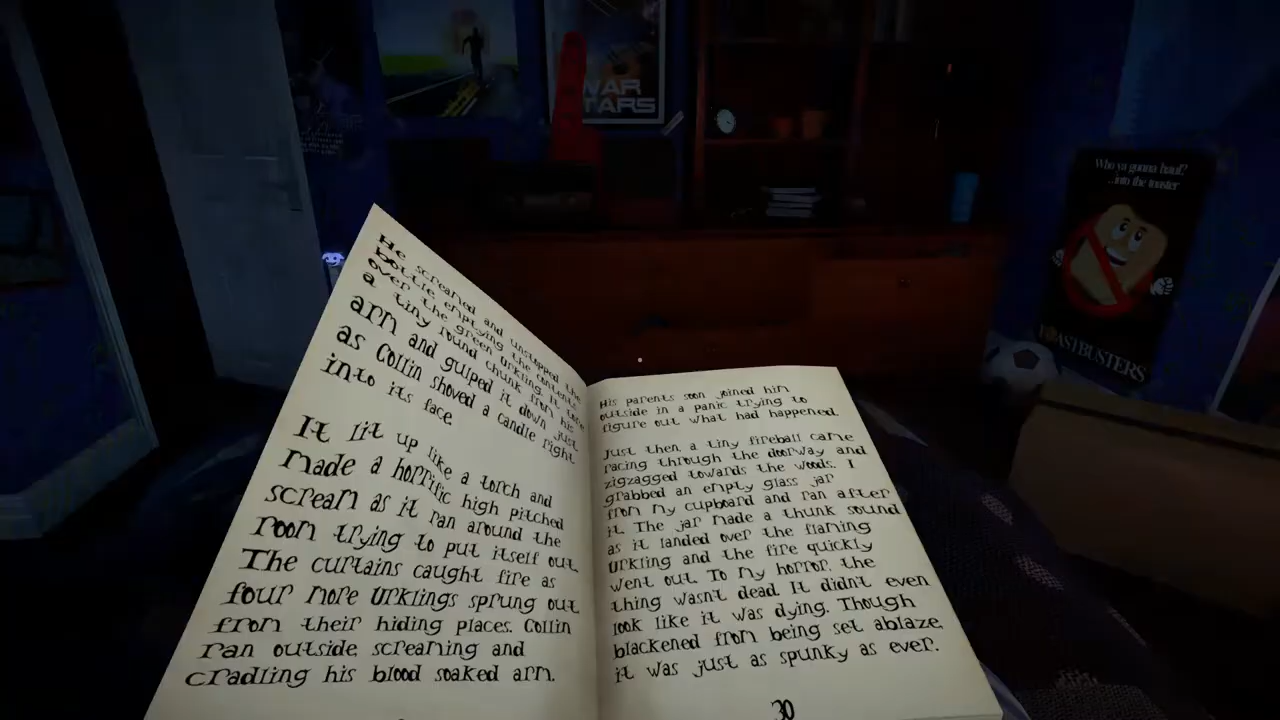 WAR
STARS
Who ya gonna haul?
...into the toaster
TOASTBUSTERS
He screamed and unstopped the
bottle emptying the contents
over the green Urkling. It tore
a tiny round chunk from his
arm and gulped it down just
as Collin shoved a candle right
into its face.
It lit up like a torch and
made a horrific high pitched
scream as it ran around the
room trying to put itself out.
The curtains caught fire as
four more Urklings sprung out
from their hiding places. Collin
ran outside screaming and
cradling his blood soaked arm.
His parents soon joined him
outside in a panic trying to
figure out what had happened.
Just then a tiny fireball came
racing through the doorway and
zigzagged towards the woods. I
grabbed an empty glass jar
from my cupboard and ran after
it. The jar made a thunk sound
as it landed over the flaming
Urkling and the fire quickly
went out. To my horror, the
thing wasn't dead. It didn't even
look like it was dying. Though
blackened from being set ablaze
it was just as spunky as ever.
30